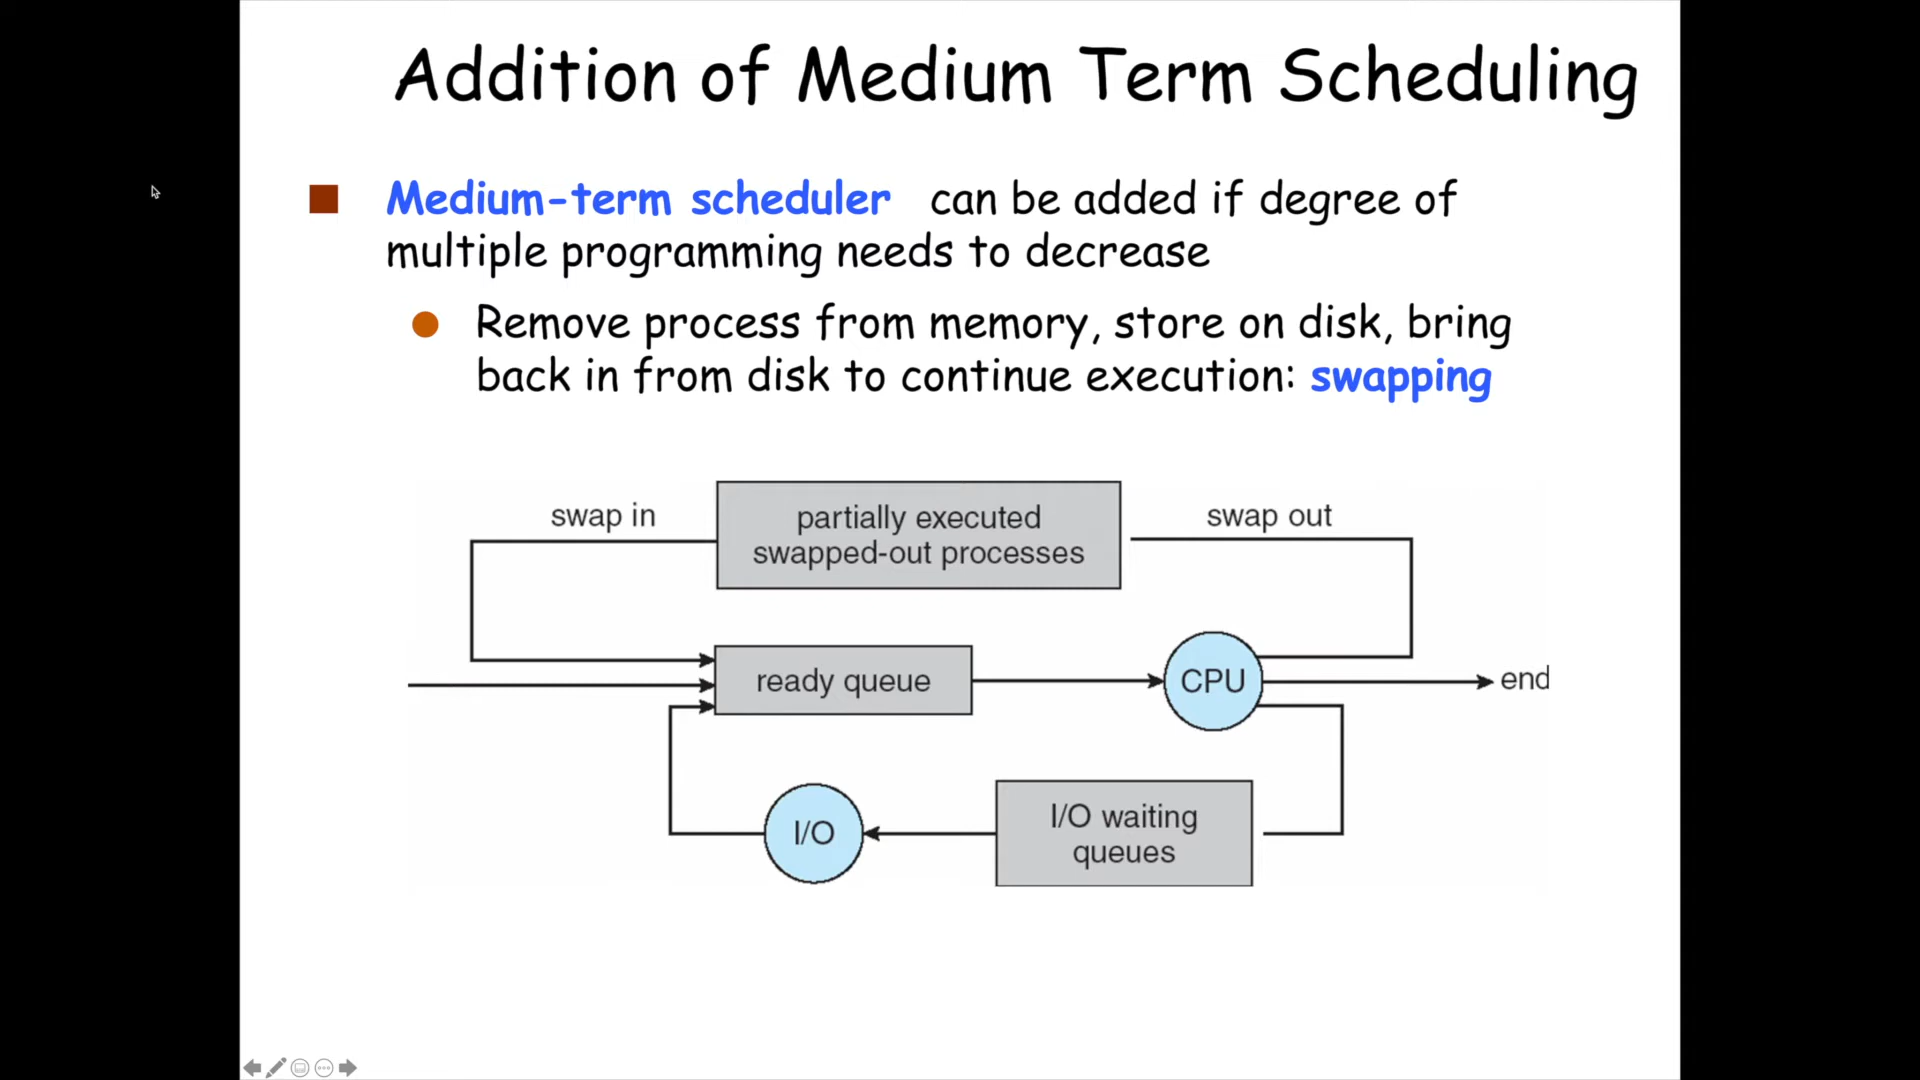 Addition of Medium Term Scheduling
Medium-term scheduler can be added if degree of
multiple programming needs to decrease
Remove process from memory, store on disk, bring
back in from disk to continue execution: swapping
swap in
partially executed
swapped-out processes
swap out
ready queue
CPU
end
I/O
I/O waiting
queues